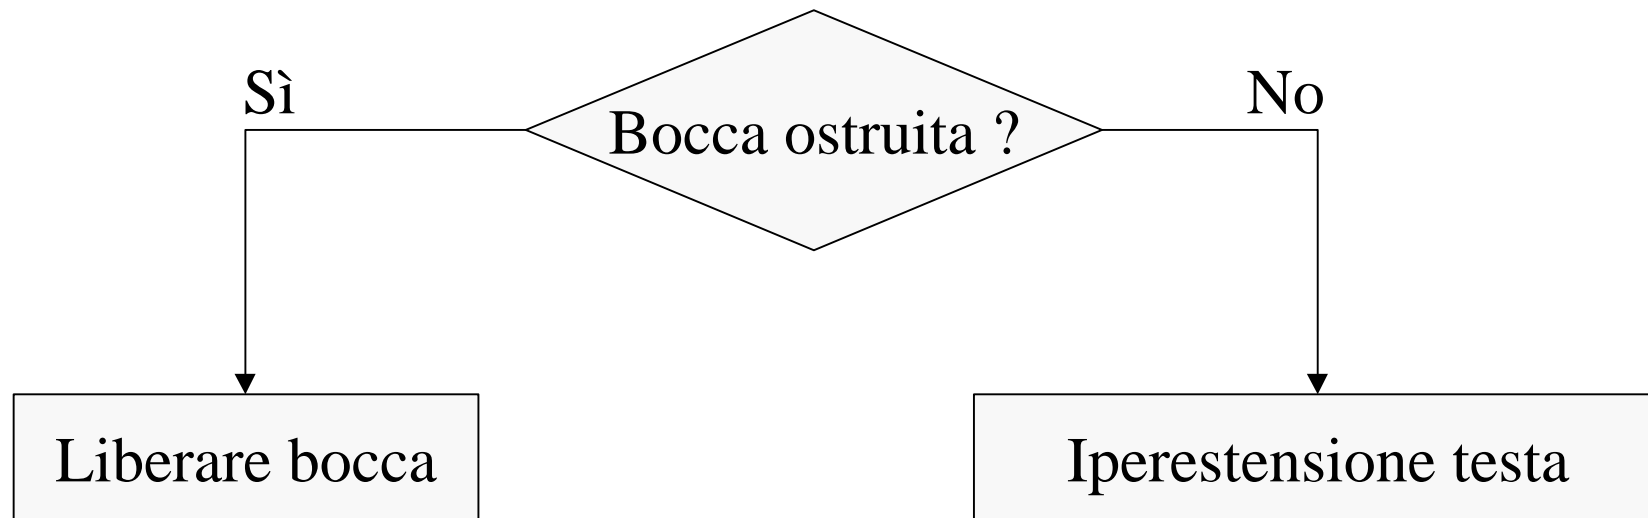 Sì
No
Bocca ostruita ?
Liberare bocca
Iperestensione testa